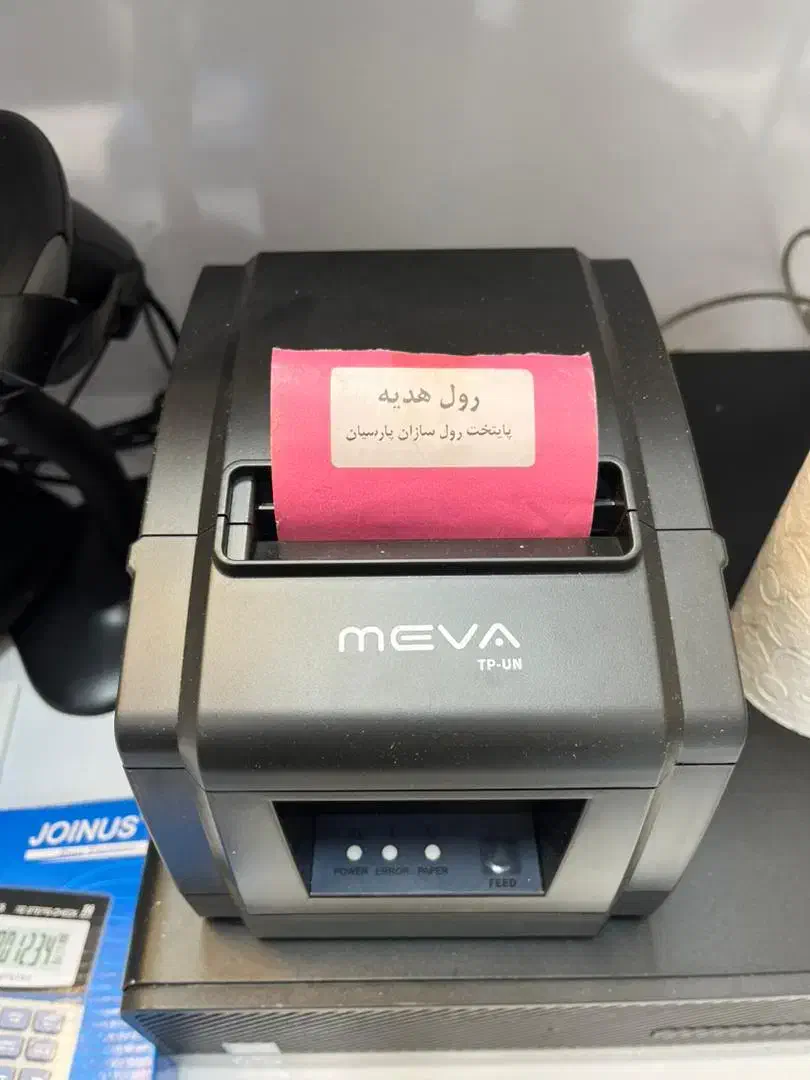 رول هدیه
پایتخت رول سازان پارسیان
MEVA
TP-UN
POWER ERROR PAPER
FEED
JOINUS